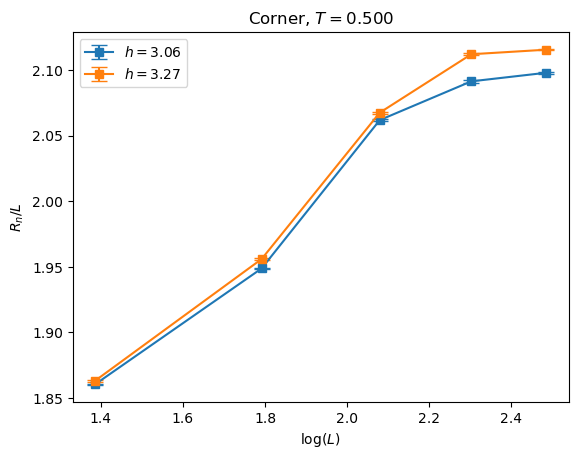 Corner, T = 0.500
h = 3.06
h = 3.27
R_n/L
2.10
2.05
2.00
1.95
1.90
1.85
1.4
1.6
1.8
2.0
2.2
2.4
log(L)